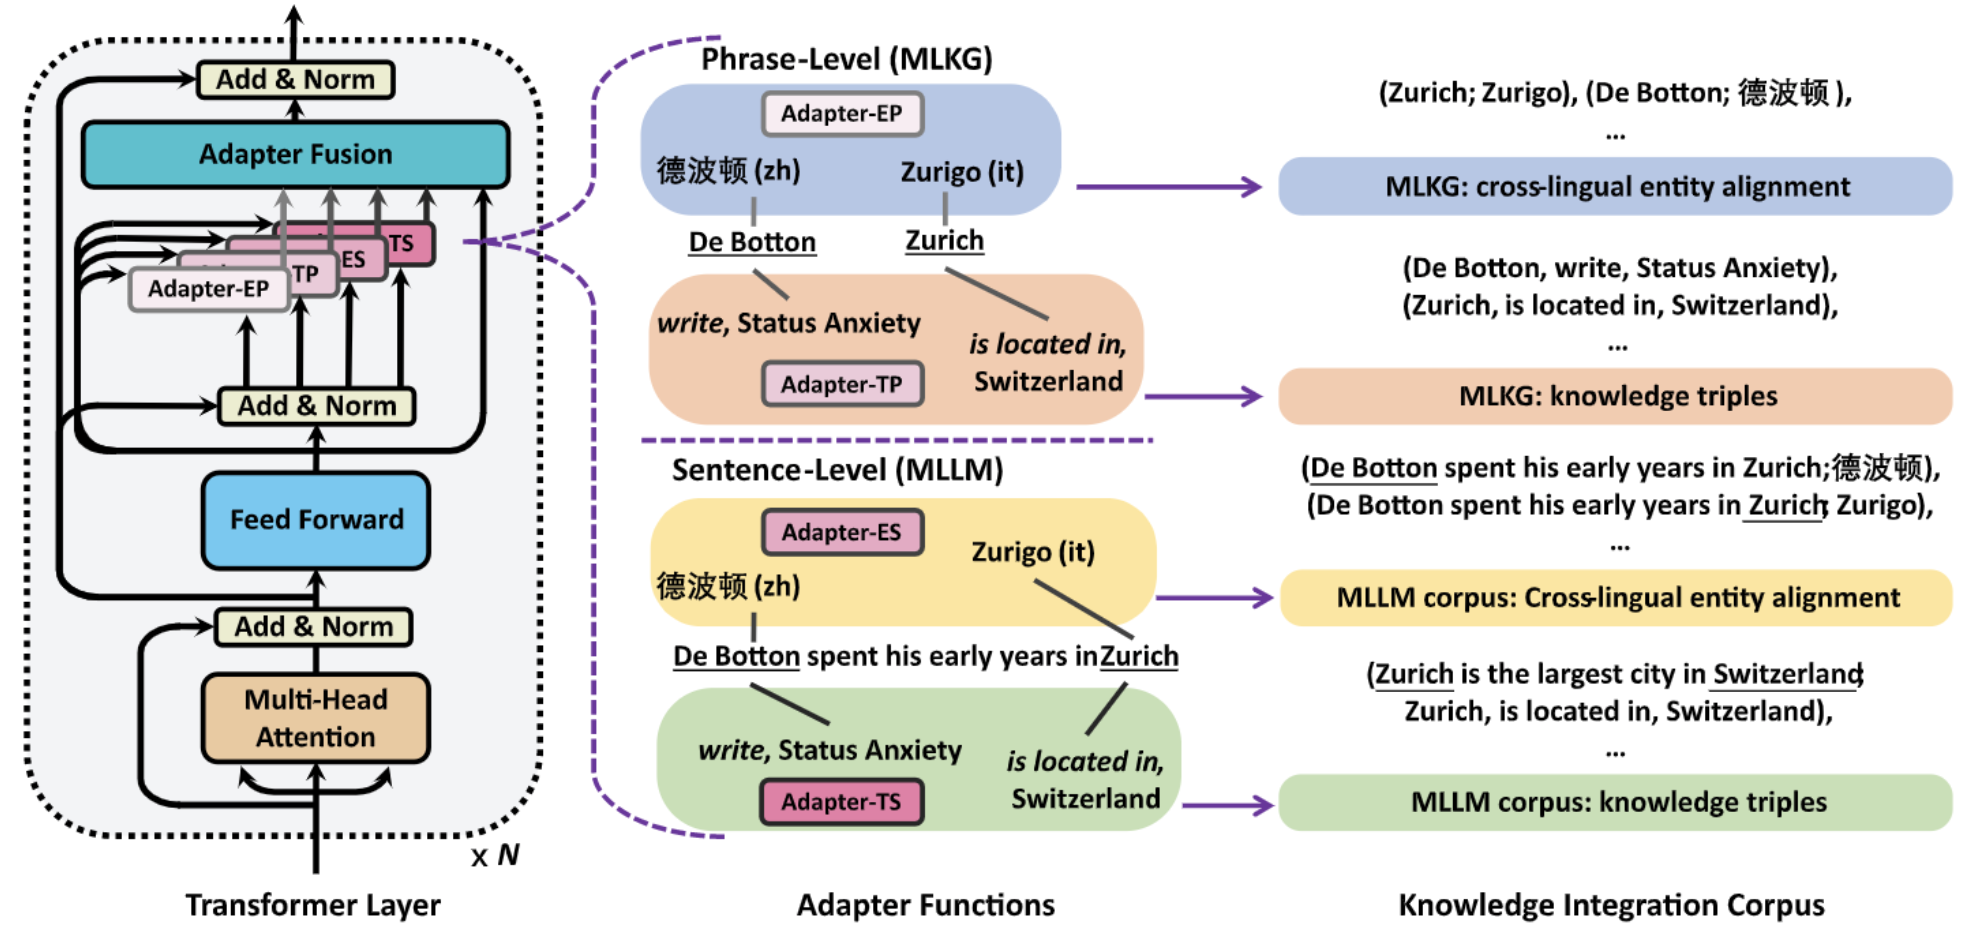 Add & Norm
Adapter Fusion
TS
ES
TP
Adapter-EP
Add & Norm
Feed Forward
Add & Norm
Multi-Head
Attention
x N
Transformer Layer
Phrase-Level (MLKG)
Adapter-EP
德波顿 (zh)
Zurigo (it)
De Botton
Zurich
write, Status Anxiety
is located in,
Switzerland
Adapter-TP
Sentence-Level (MLLM)
Adapter-ES
Zurigo (it)
德波顿 (zh)
De Botton spent his early years in Zurich
write, Status Anxiety
is located in,
Switzerland
Adapter-TS
Adapter Functions
(Zurich; Zurigo), (De Botton; 德波顿 ),
...
MLKG: cross-lingual entity alignment
(De Botton, write, Status Anxiety),
(Zurich, is located in, Switzerland),
...
MLKG: knowledge triples
(De Botton spent his early years in Zurich;德波顿),
(De Botton spent his early years in Zurich; Zurigo),
...
MLLM corpus: Cross-lingual entity alignment
(Zurich is the largest city in Switzerland;
Zurich, is located in, Switzerland),
...
MLLM corpus: knowledge triples
Knowledge Integration Corpus